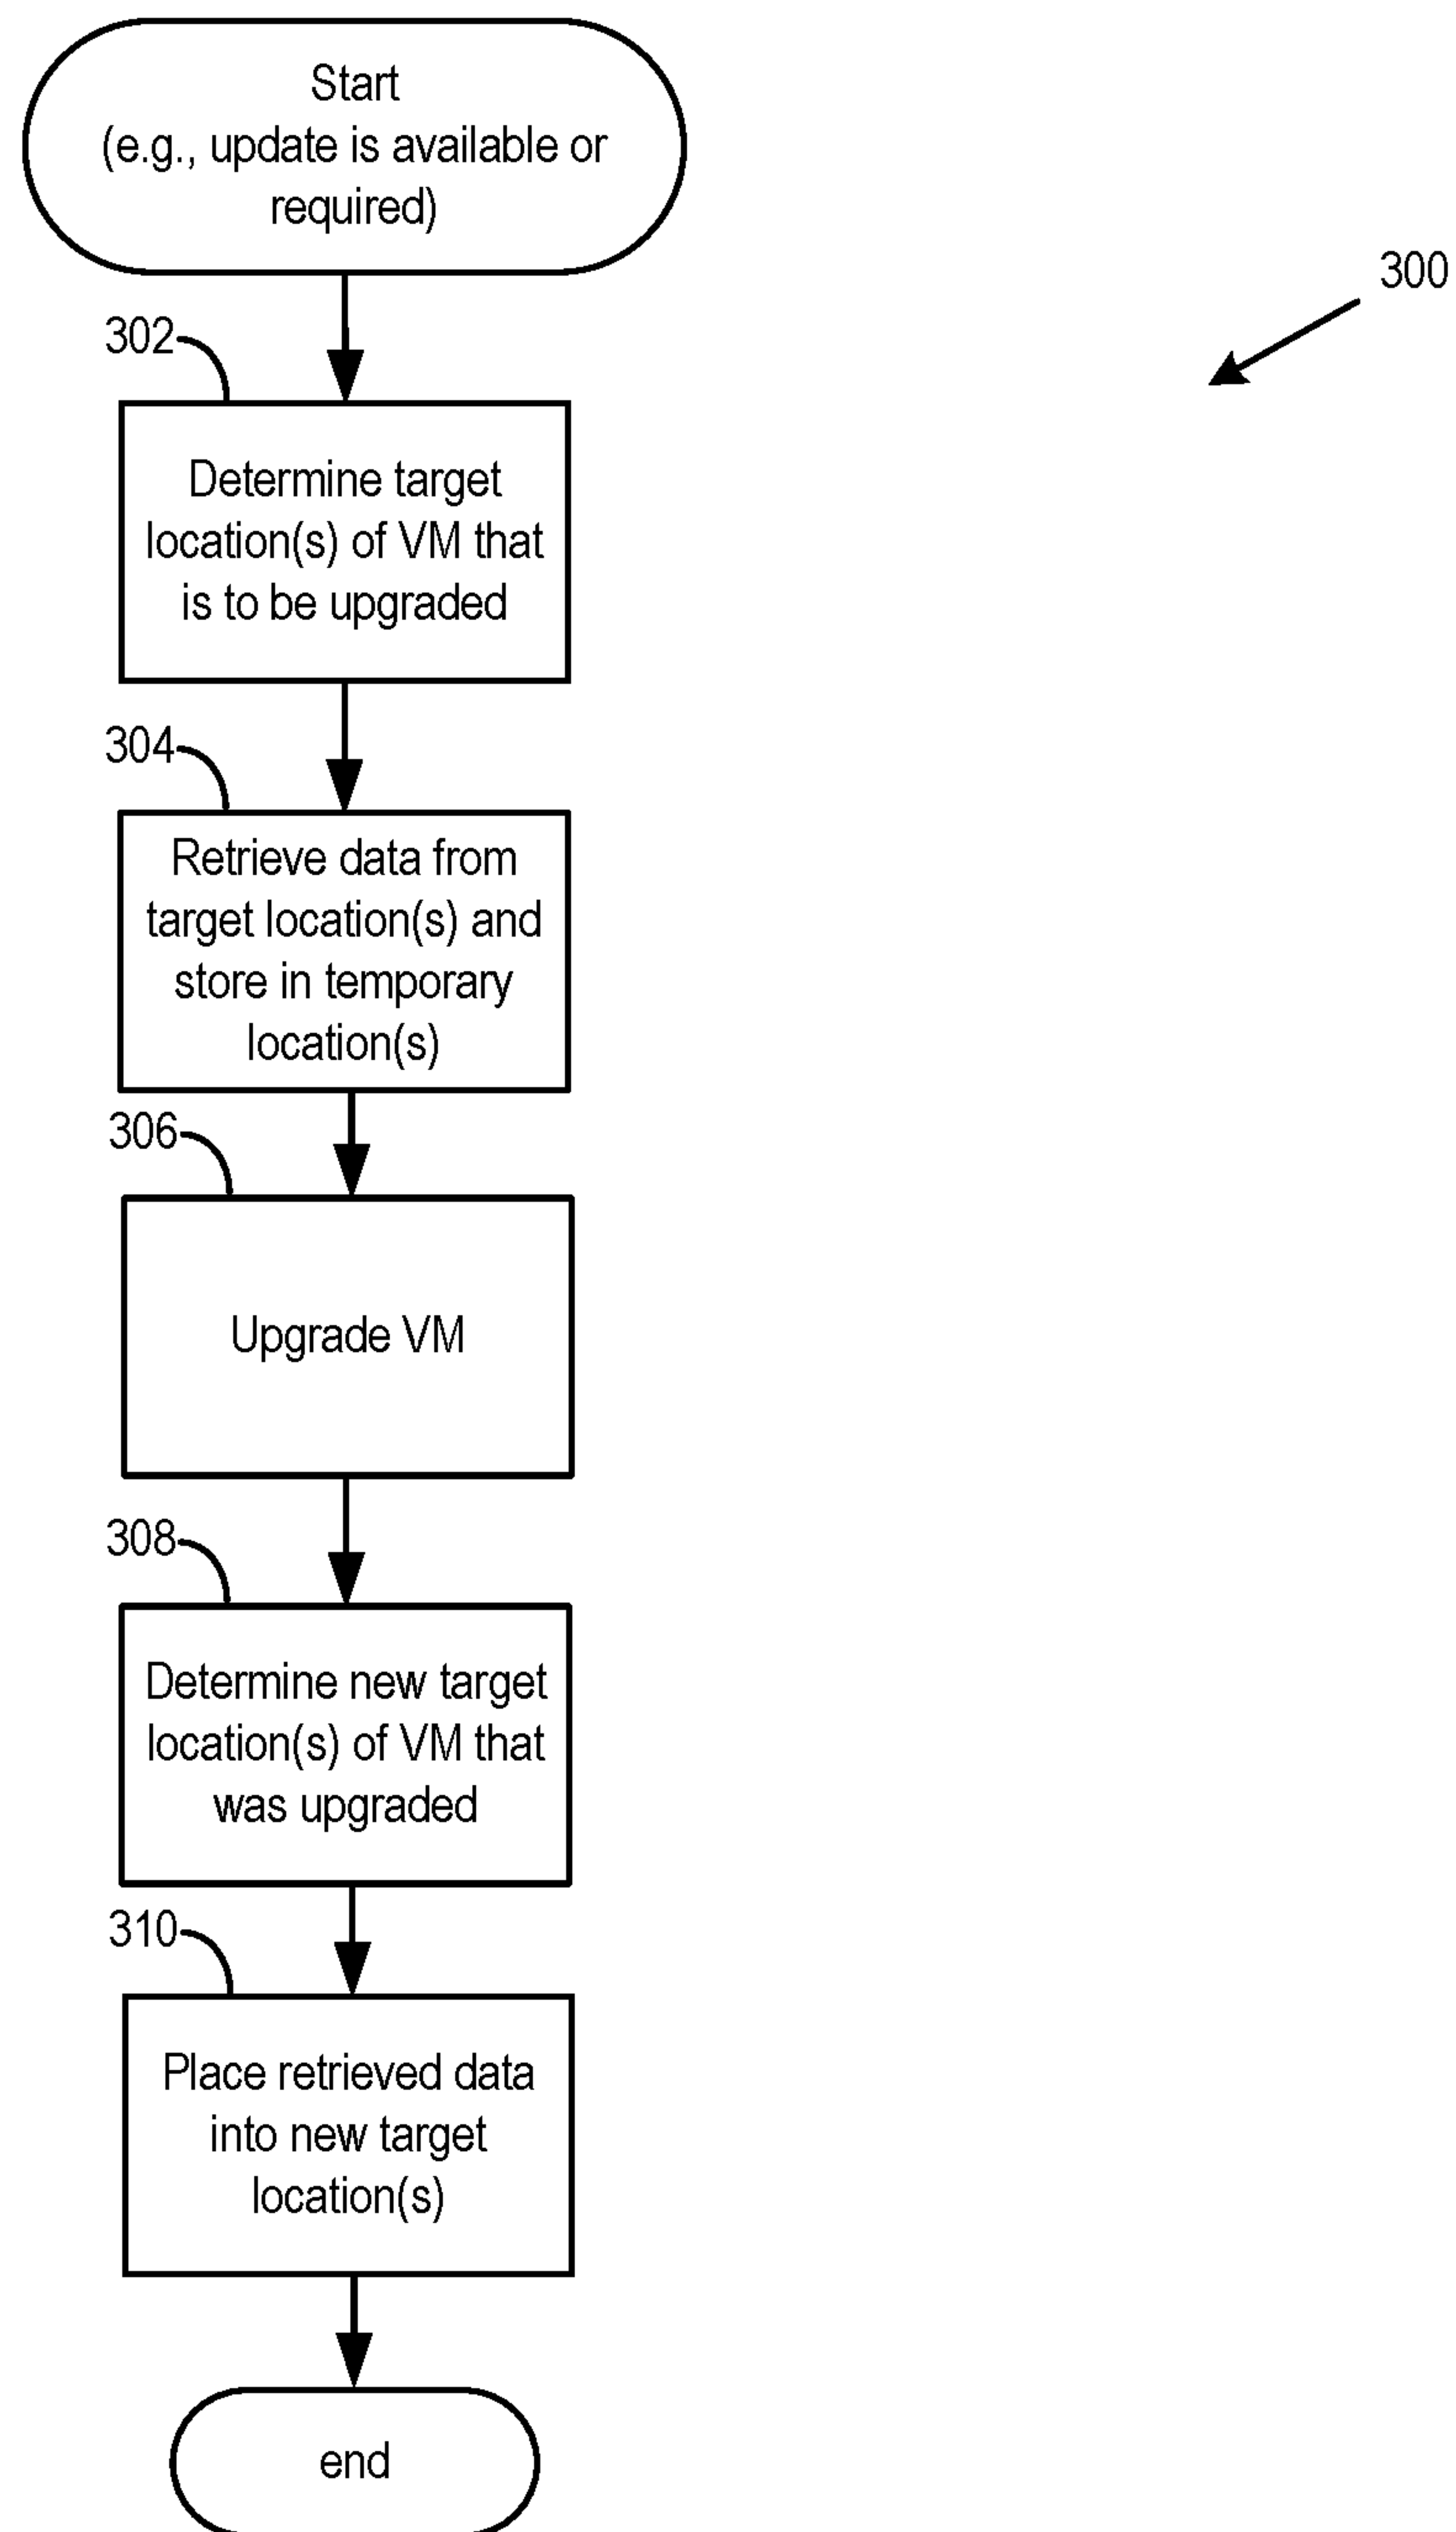 Start
(e.g., update is available or
required)
300
302
Determine target
location(s) of VM that
is to be upgraded
304
Retrieve data from
target location(s) and
store in temporary
location(s)
306
Upgrade VM
308
Determine new target
location(s) of VM that
was upgraded
310
Place retrieved data
into new target
location(s)
end